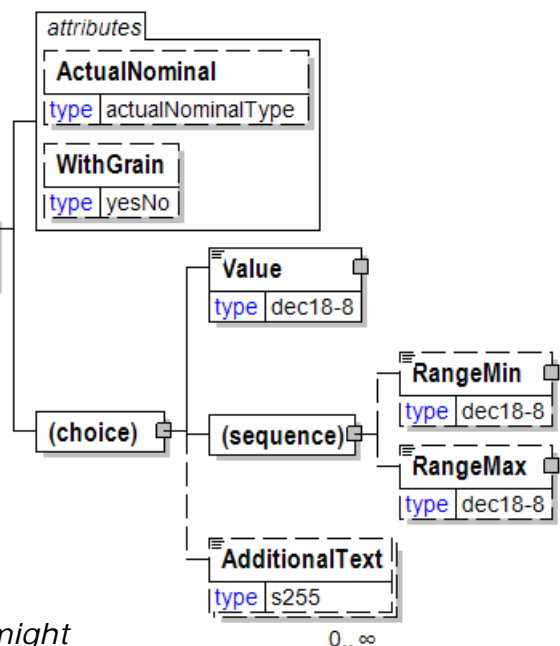 attributes
ActualNominal
type actualNominalType
WithGrain
type yesNo
Value
type dec18-8
(choice)
(sequence)
RangeMin
type dec18-8
RangeMax
type dec18-8
AdditionalText
type s255
might
0.. ∞